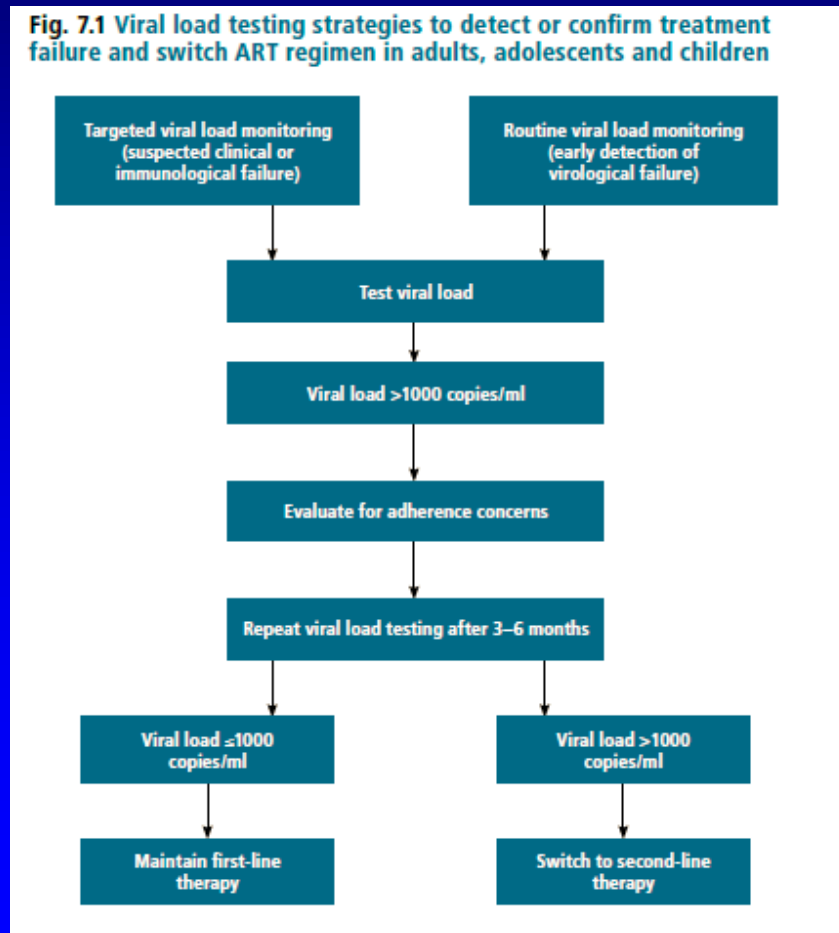 Fig. 7.1 Viral load testing strategies to detect or confirm treatment
failure and switch ART regimen in adults, adolescents and children
Targeted viral load monitoring
(suspected clinical or
immunological failure)
Routine viral load monitoring
(early detection of
virological failure)
Test viral load
Viral load >1000 copies/ml
Evaluate for adherence concerns
Repeat viral load testing after 3–6 months
Viral load ≤1000
copies/ml
Viral load >1000
copies/ml
Maintain first-line
therapy
Switch to second-line
therapy